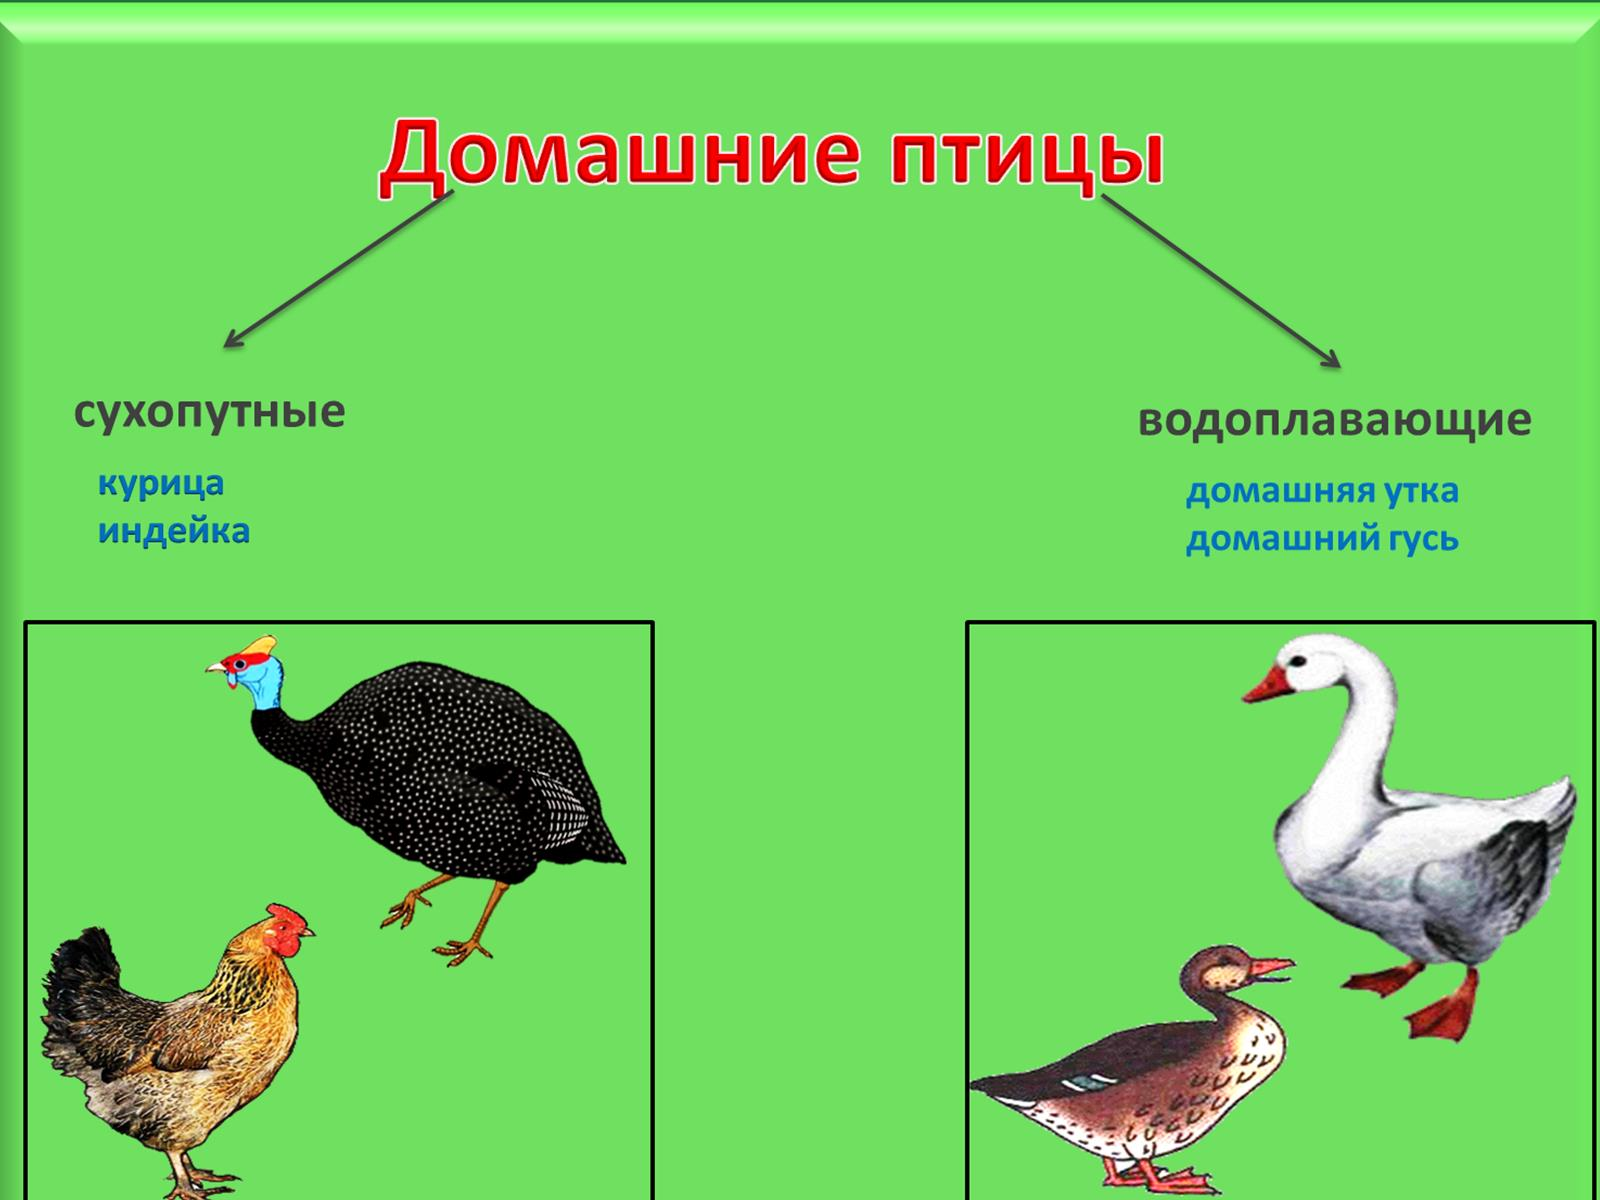 Домашние птицы
сухопутные
курица
индейка
водоплавающие
домашняя утка
домашний гусь